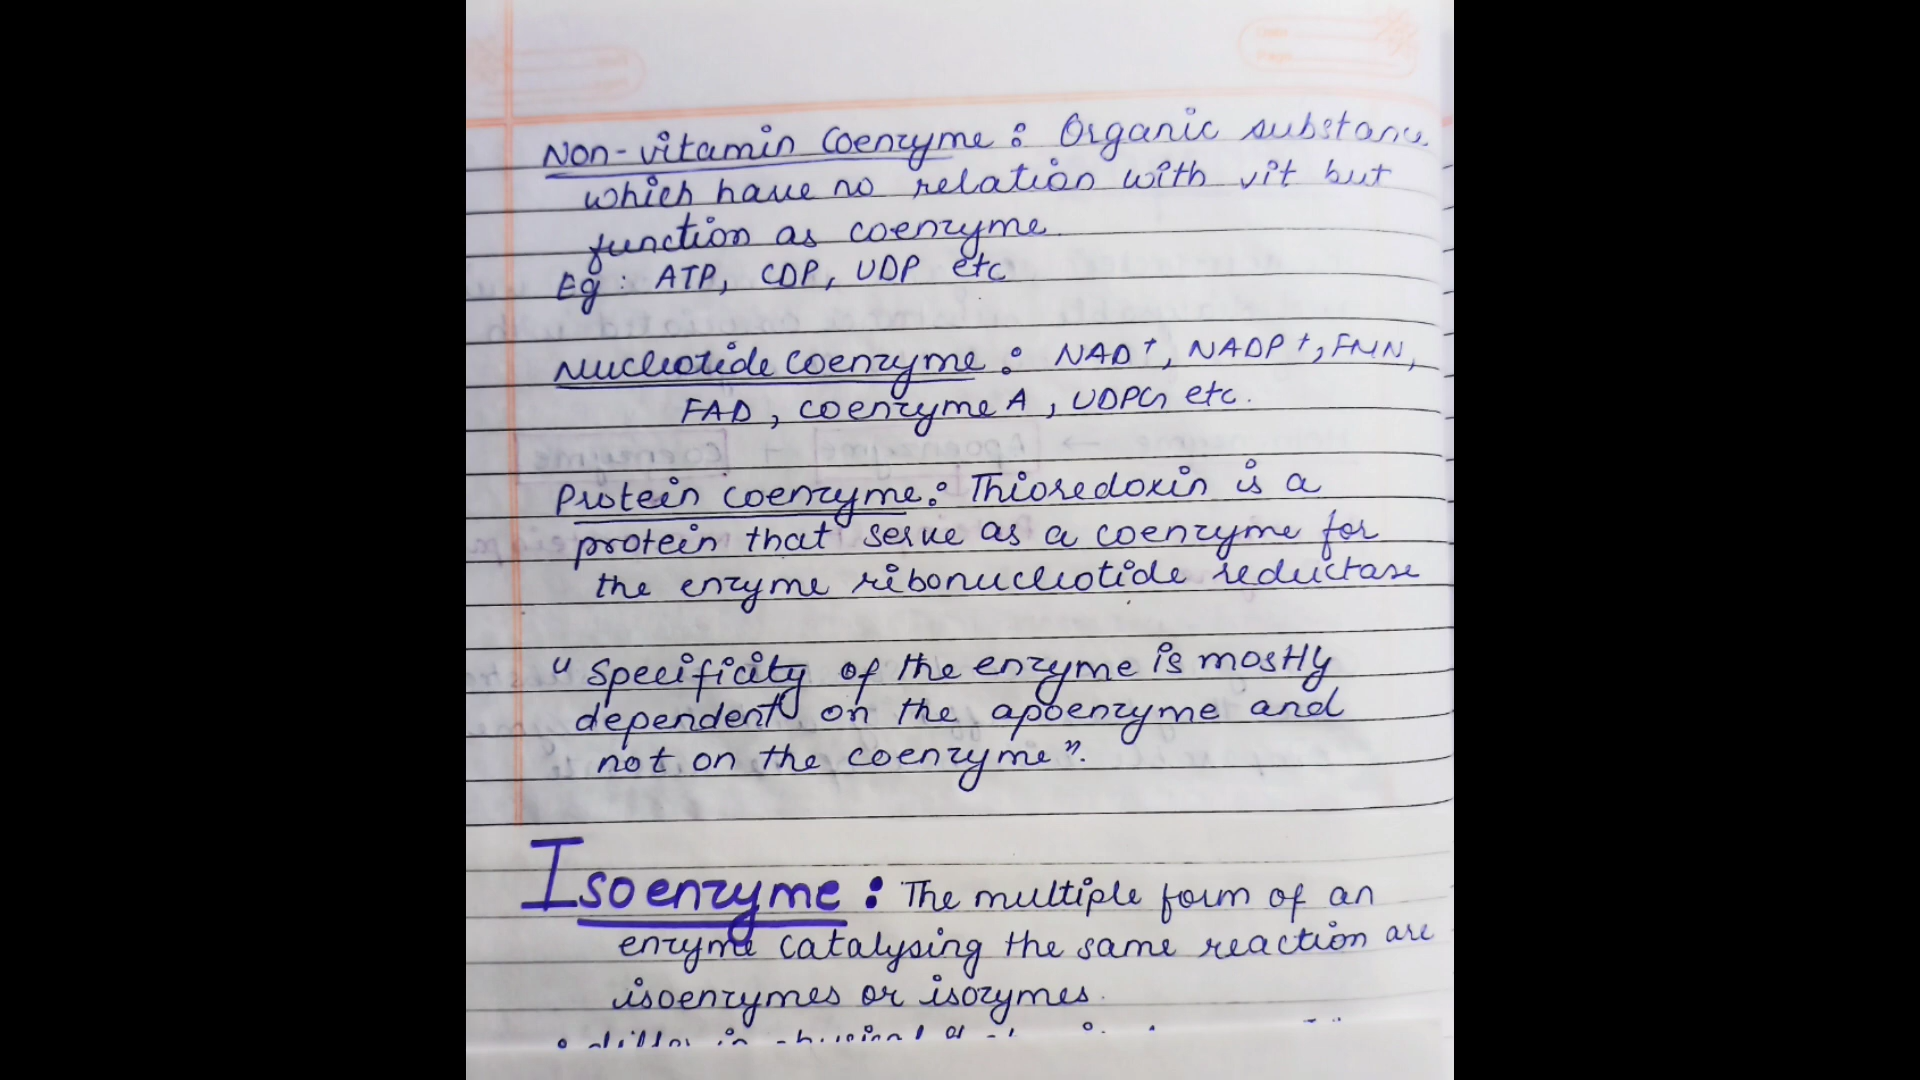 Non-vitamin Coenzyme : Organic substance
which have no relation with vit but
function as coenzyme
Eg : ATP, CDP, UDP etc
Nucleotide coenzyme : NAD+, NADP+, FMN,
FAD, coenzyme A, UDPG etc.
Protein coenzyme : Thioredoxin is a
protein that serve as a coenzyme for
the enzyme ribonucleotide reductase
"Specificity of the enzyme is mostly
dependent on the apoenzyme and
not on the coenzyme".
Isoenzyme : The multiple form of an
enzyme catalysing the same reaction are
isoenzymes or isozymes.